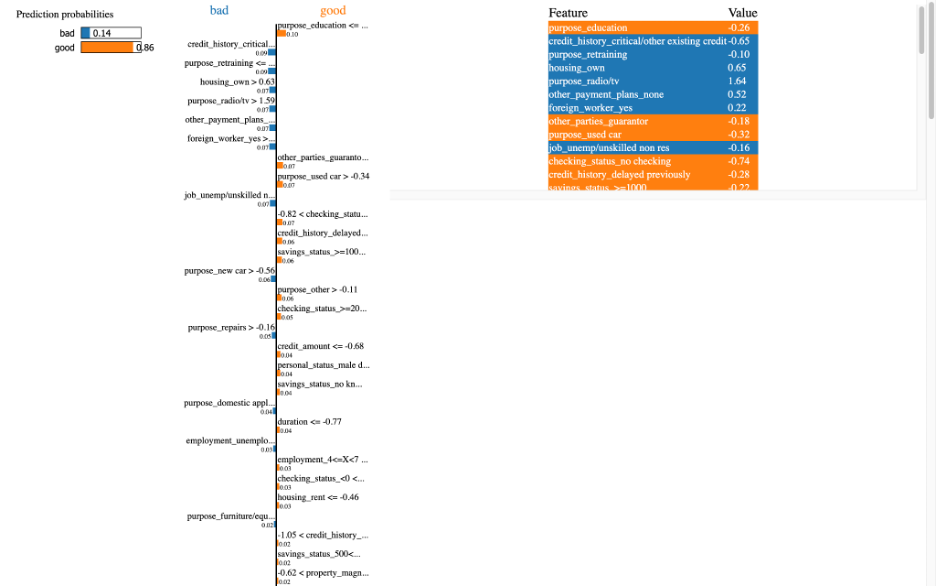 Prediction probabilities
bad 0.14
good 0.86
bad good
purpose_education <= ...
0.10
credit_history_critical...
0.09
purpose_retraining <= ...
0.09
housing_own > 0.63
0.07
purpose_radio/tv > 1.59
0.07
other_payment_plans_...
0.07
foreign_worker_yes >...
0.07
other_parties_guaranto...
0.07
purpose_used car > -0.34
0.07
job_unemp/unskilled n...
0.07
-0.82 < checking_statu...
0.07
credit_history_delayed...
0.06
savings_status_>=100...
0.06
purpose_new car > -0.56
0.06
purpose_other > -0.11
0.06
checking_status_>=20...
0.05
purpose_repairs > -0.16
0.05
credit_amount <= -0.68
0.04
personal_status_male d...
0.04
savings_status_no kn...
0.04
purpose_domestic appl...
0.04
duration <= -0.77
0.04
employment_unemplo...
0.03
employment_4<=X<7 ...
0.03
checking_status_<0 <...
0.03
housing_rent <= -0.46
0.03
purpose_furniture/equ...
0.02
-1.05 < credit_history_...
0.02
savings_status_500<...
0.02
-0.62 < property_magn...
0.02
Feature Value
purpose_education -0.26
credit_history_critical/other existing credit -0.65
purpose_retraining -0.10
housing_own 0.65
purpose_radio/tv 1.64
other_payment_plans_none 0.52
foreign_worker_yes 0.22
other_parties_guarantor -0.18
purpose_used car -0.32
job_unemp/unskilled non res -0.16
checking_status_no checking -0.74
credit_history_delayed previously -0.28
savings_status_>=1000 -0.22